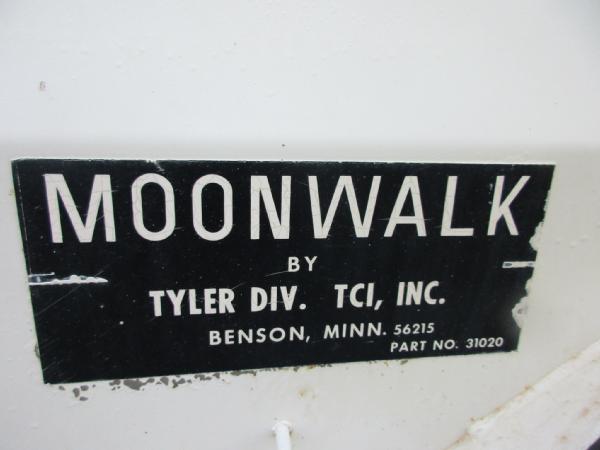 MOONWALK
BY
TYLER DIV. TCI, INC.
BENSON, MINN. 56215
PART NO. 31020